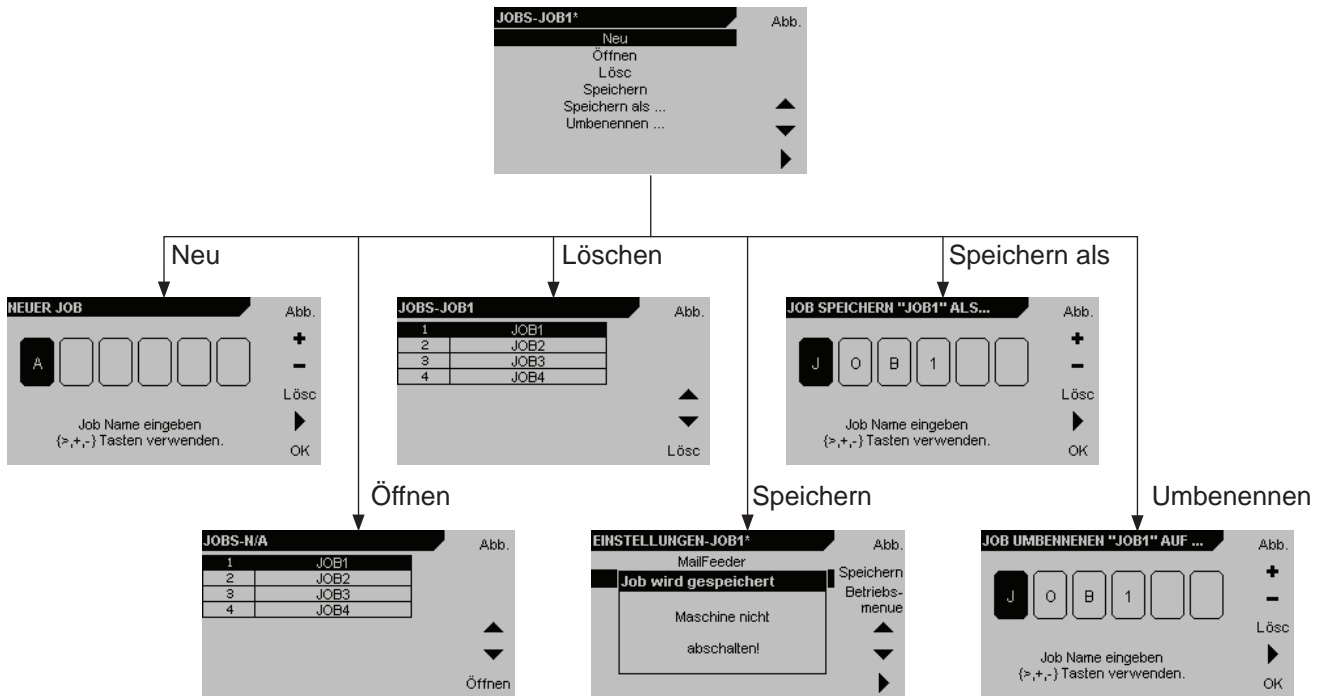 JOBS-JOB1*
Abb.
Neu
Öffnen
Lösc
Speichern
Speichern als ...
Umbenennen ...
Neu
Löschen
Speichern als
NEUER JOB
Abb.
+
A
–
Lösc
Job Name eingeben
{>,+,-} Tasten verwenden.
OK
JOBS-JOB1
Abb.
1 JOB1
2 JOB2
3 JOB3
4 JOB4
Lösc
JOB SPEICHERN "JOB1" ALS...
Abb.
+
J O B 1
–
Lösc
Job Name eingeben
{>,+,-} Tasten verwenden.
OK
Öffnen
Speichern
Umbenennen
JOBS-N/A
Abb.
1 JOB1
2 JOB2
3 JOB3
4 JOB4
Öffnen
EINSTELLUNGEN-JOB1*
Abb.
MailFeeder
Speichern
Job wird gespeichert
Betriebs-
menue
Maschine nicht
abschalten!
JOB UMBENNENEN "JOB1" AUF ...
Abb.
+
J O B 1
–
Lösc
Job Name eingeben
{>,+,-} Tasten verwenden.
OK